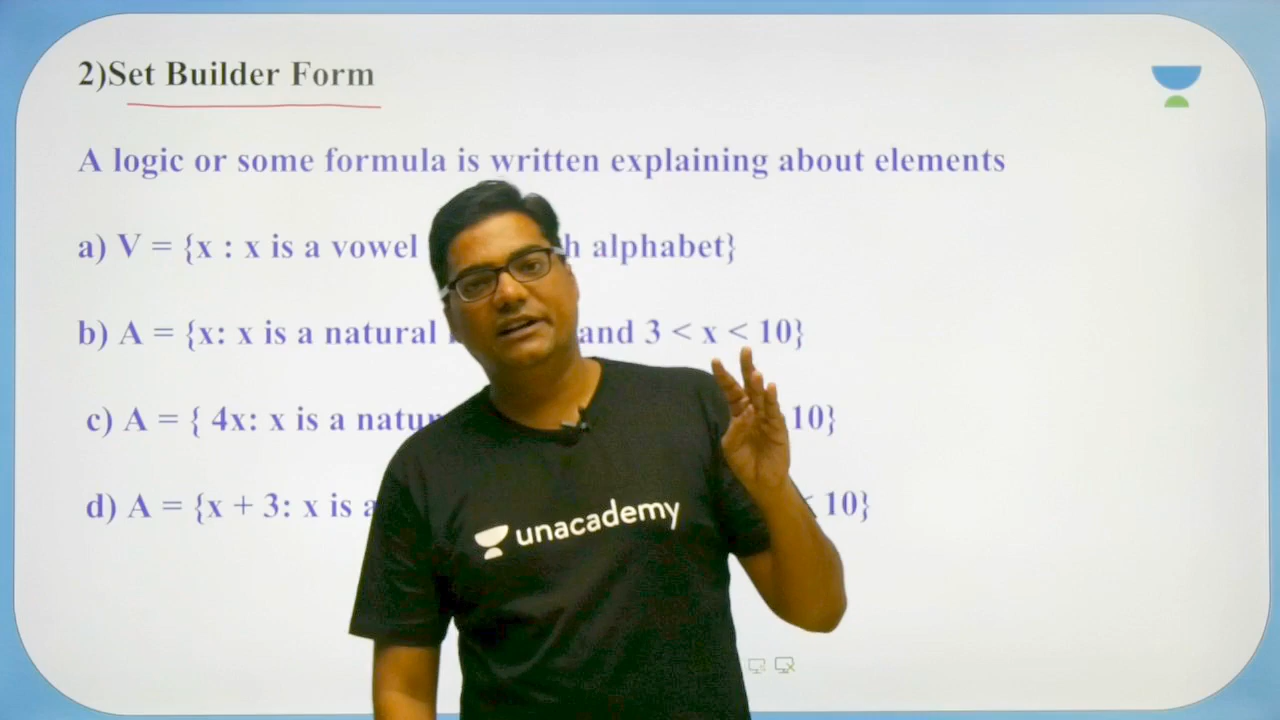 2)Set Builder Form
A logic or some formula is written explaining about elements
a) V = {x : x is a vowel alphabet}
b) A = {x: x is a natural and 3 < x < 10}
c) A = { 4x: x is a 10}
d) A = {x + 3: x is a < 10}
unacademy